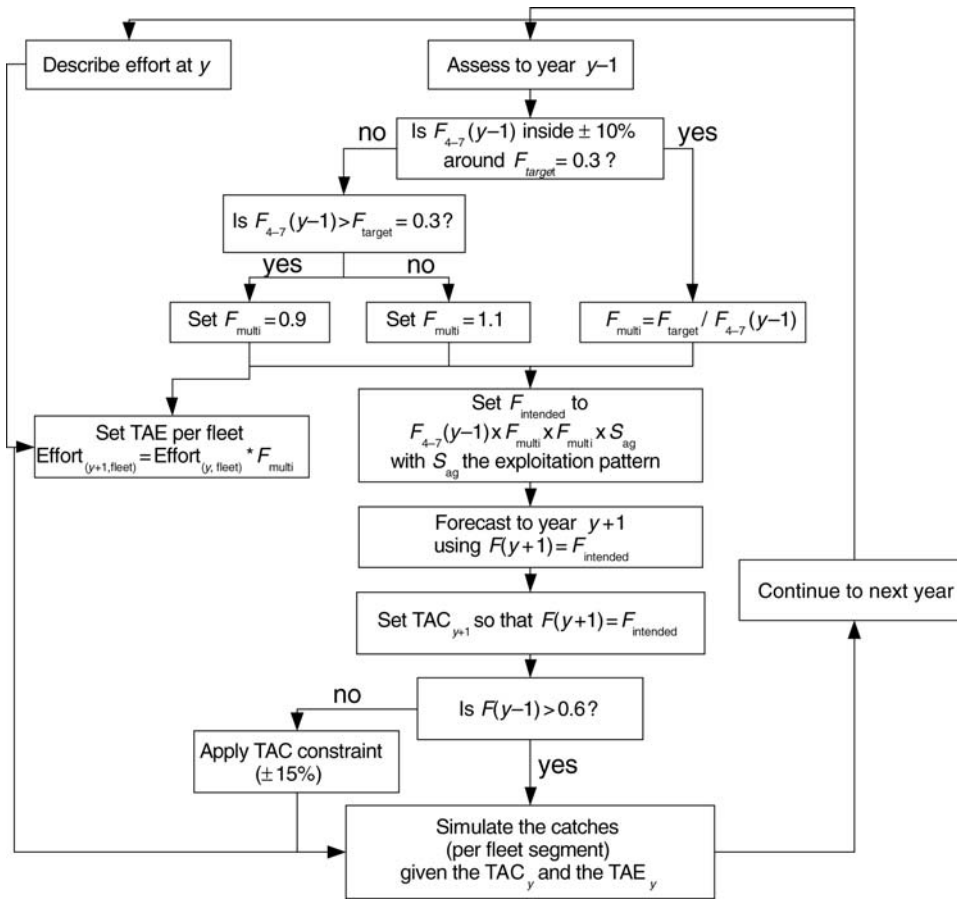 Describe effort at y
Assess to year y–1
Is F4–7(y–1) inside ± 10%
around Ftarget = 0.3 ?
no
yes
Is F4–7(y–1) > Ftarget = 0.3?
yes
no
Set Fmulti = 0.9
Set Fmulti = 1.1
Fmulti = Ftarget / F4–7(y–1)
Set TAE per fleet
Effort(y+1,fleet) = Effort(y, fleet) * Fmulti
Set Fintended to
F4–7(y–1) x Fmulti x Fmulti x Sag
with Sag the exploitation pattern
Forecast to year y+1
using F(y+1) = Fintended
Continue to next year
Set TACy+1 so that F(y+1) = Fintended
Is F(y–1) > 0.6 ?
no
yes
Apply TAC constraint
(± 15%)
Simulate the catches
(per fleet segment)
given the TACy and the TAEy